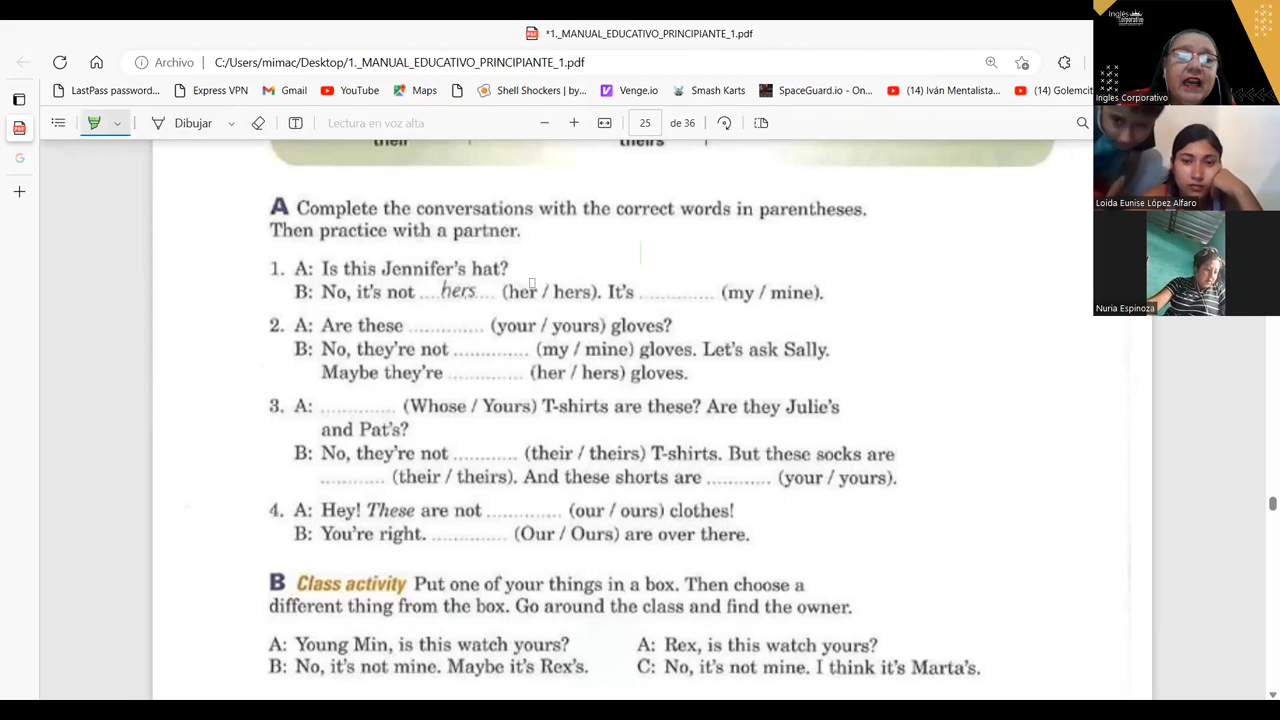 *1._MANUAL_EDUCATIVO_PRINCIPIANTE_1.pdf
Archivo C:/Users/mimac/Desktop/1._MANUAL_EDUCATIVO_PRINCIPIANTE_1.pdf
LastPass password... Express VPN Gmail YouTube Maps Shell Shockers | by... Venge.io Smash Karts SpaceGuard.io - On... (14) Iván Mentalista... (14) Golemcit
Dibujar Lectura en voz alta 25 de 36
their theirs
A Complete the conversations with the correct words in parentheses.
Then practice with a partner.
1. A: Is this Jennifer's hat?
B: No, it's not ....hers.... (her / hers). It's ............ (my / mine).
2. A: Are these ............ (your / yours) gloves?
B: No, they're not ............ (my / mine) gloves. Let's ask Sally.
Maybe they're ............ (her / hers) gloves.
3. A: ............ (Whose / Yours) T-shirts are these? Are they Julie's
and Pat's?
B: No, they're not .......... (their / theirs) T-shirts. But these socks are
.......... (their / theirs). And these shorts are .......... (your / yours).
4. A: Hey! These are not ............ (our / ours) clothes!
B: You're right. ............ (Our / Ours) are over there.
B Class activity Put one of your things in a box. Then choose a
different thing from the box. Go around the class and find the owner.
A: Young Min, is this watch yours?
B: No, it's not mine. Maybe it's Rex's.
A: Rex, is this watch yours?
C: No, it's not mine. I think it's Marta's.
Inglés
Corporativo
Ingles Corporativo
Loida Eunise López Alfaro
Nuria Espinoza